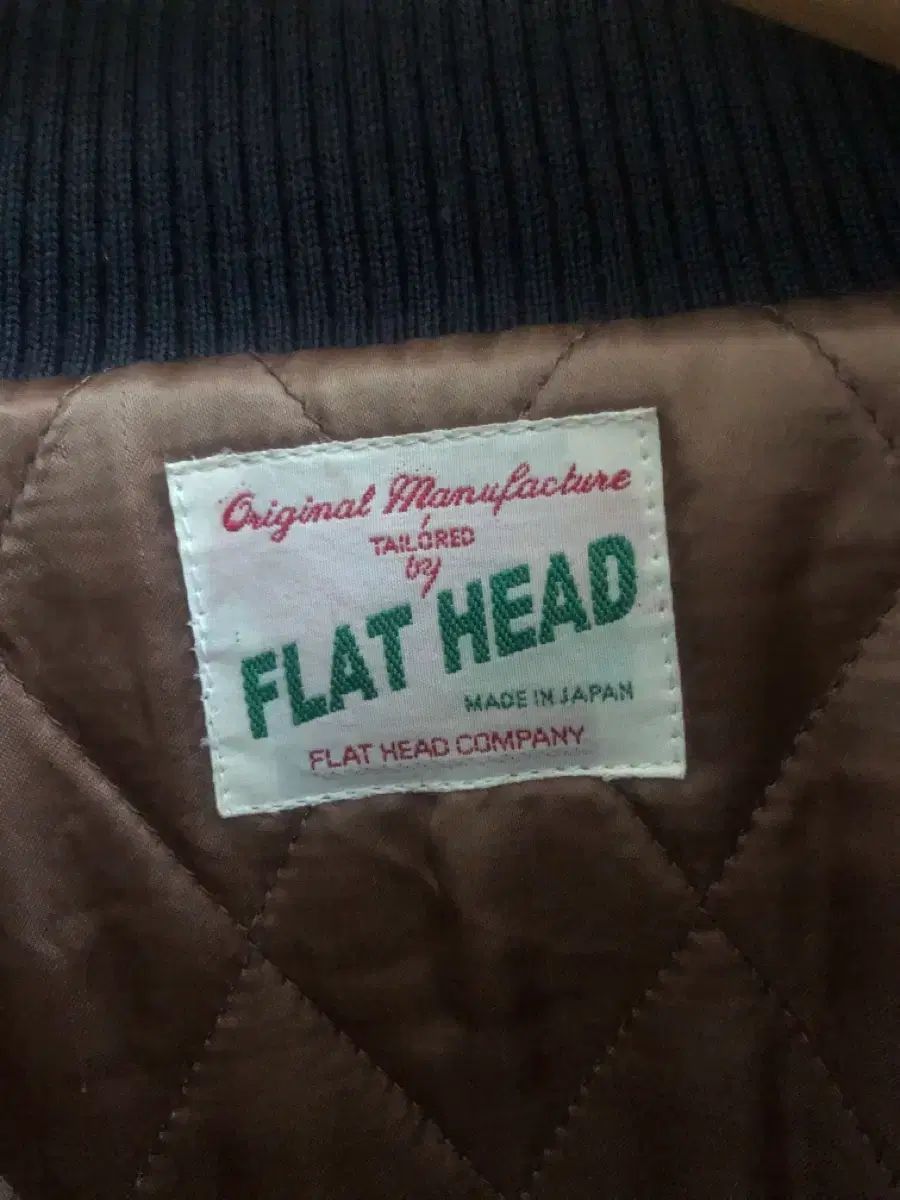 Original Manufacture
TAILORED
by
FLAT HEAD
MADE IN JAPAN
FLAT HEAD COMPANY